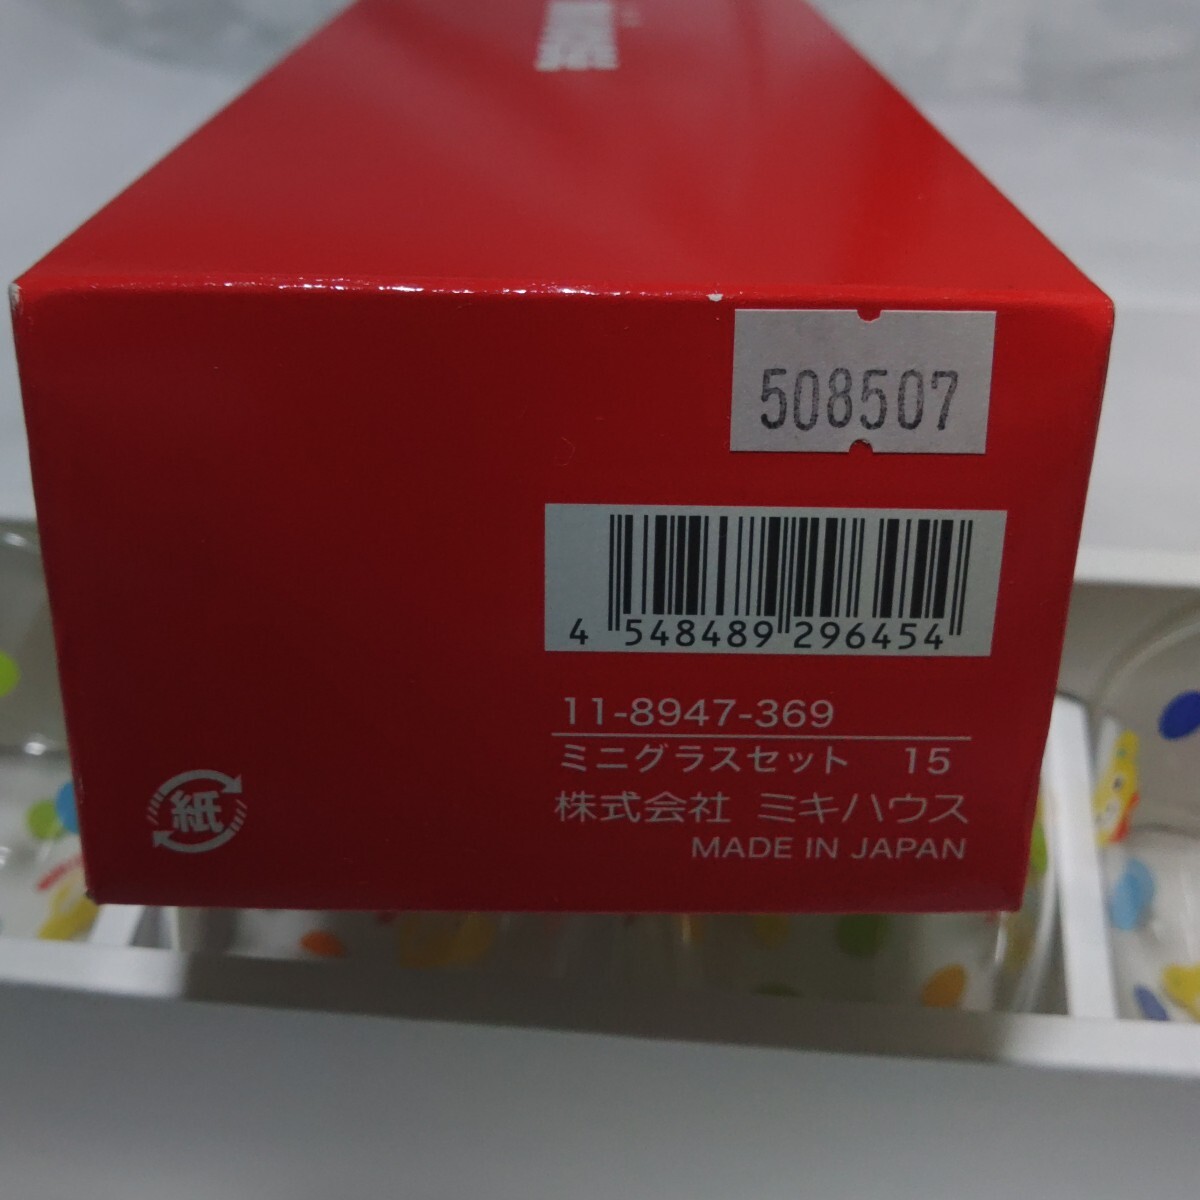 508507
4 548489 296454
11-8947-369
ミニグラスセット 15
株式会社 ミキハウス
MADE IN JAPAN
紙